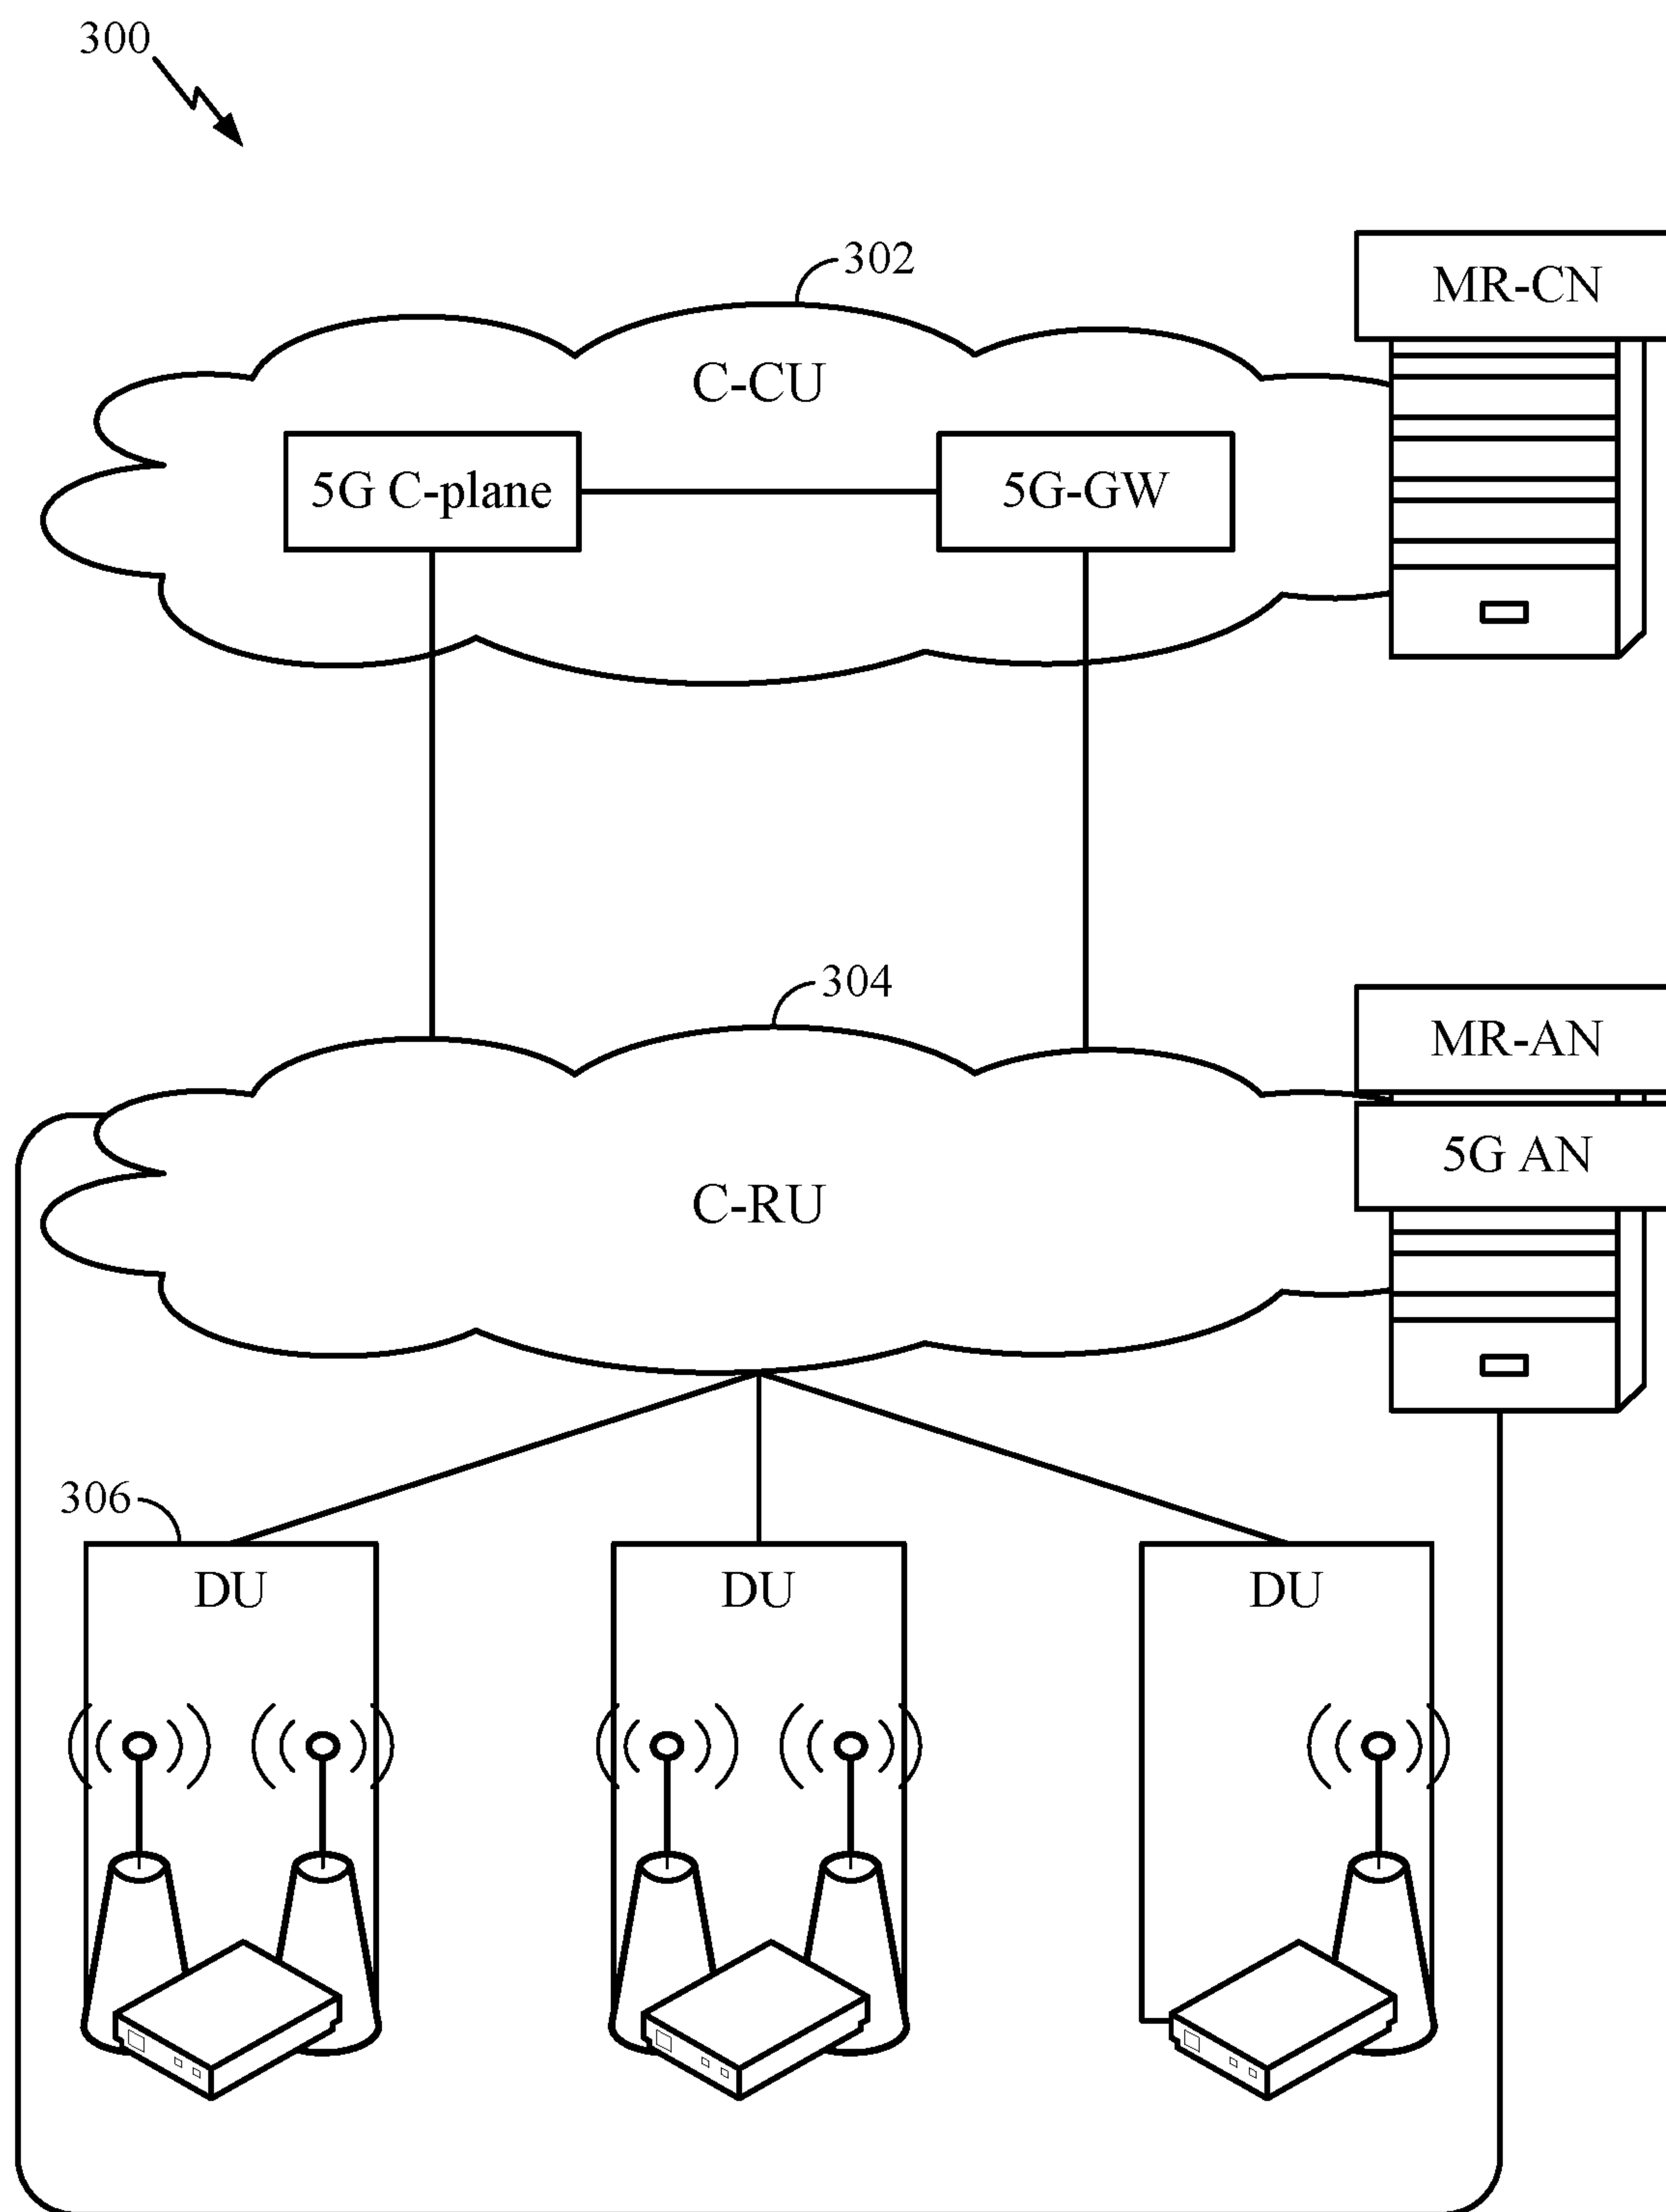 300
302
MR-CN
C-CU
5G C-plane
5G-GW
304
MR-AN
5G AN
C-RU
306
DU
DU
DU